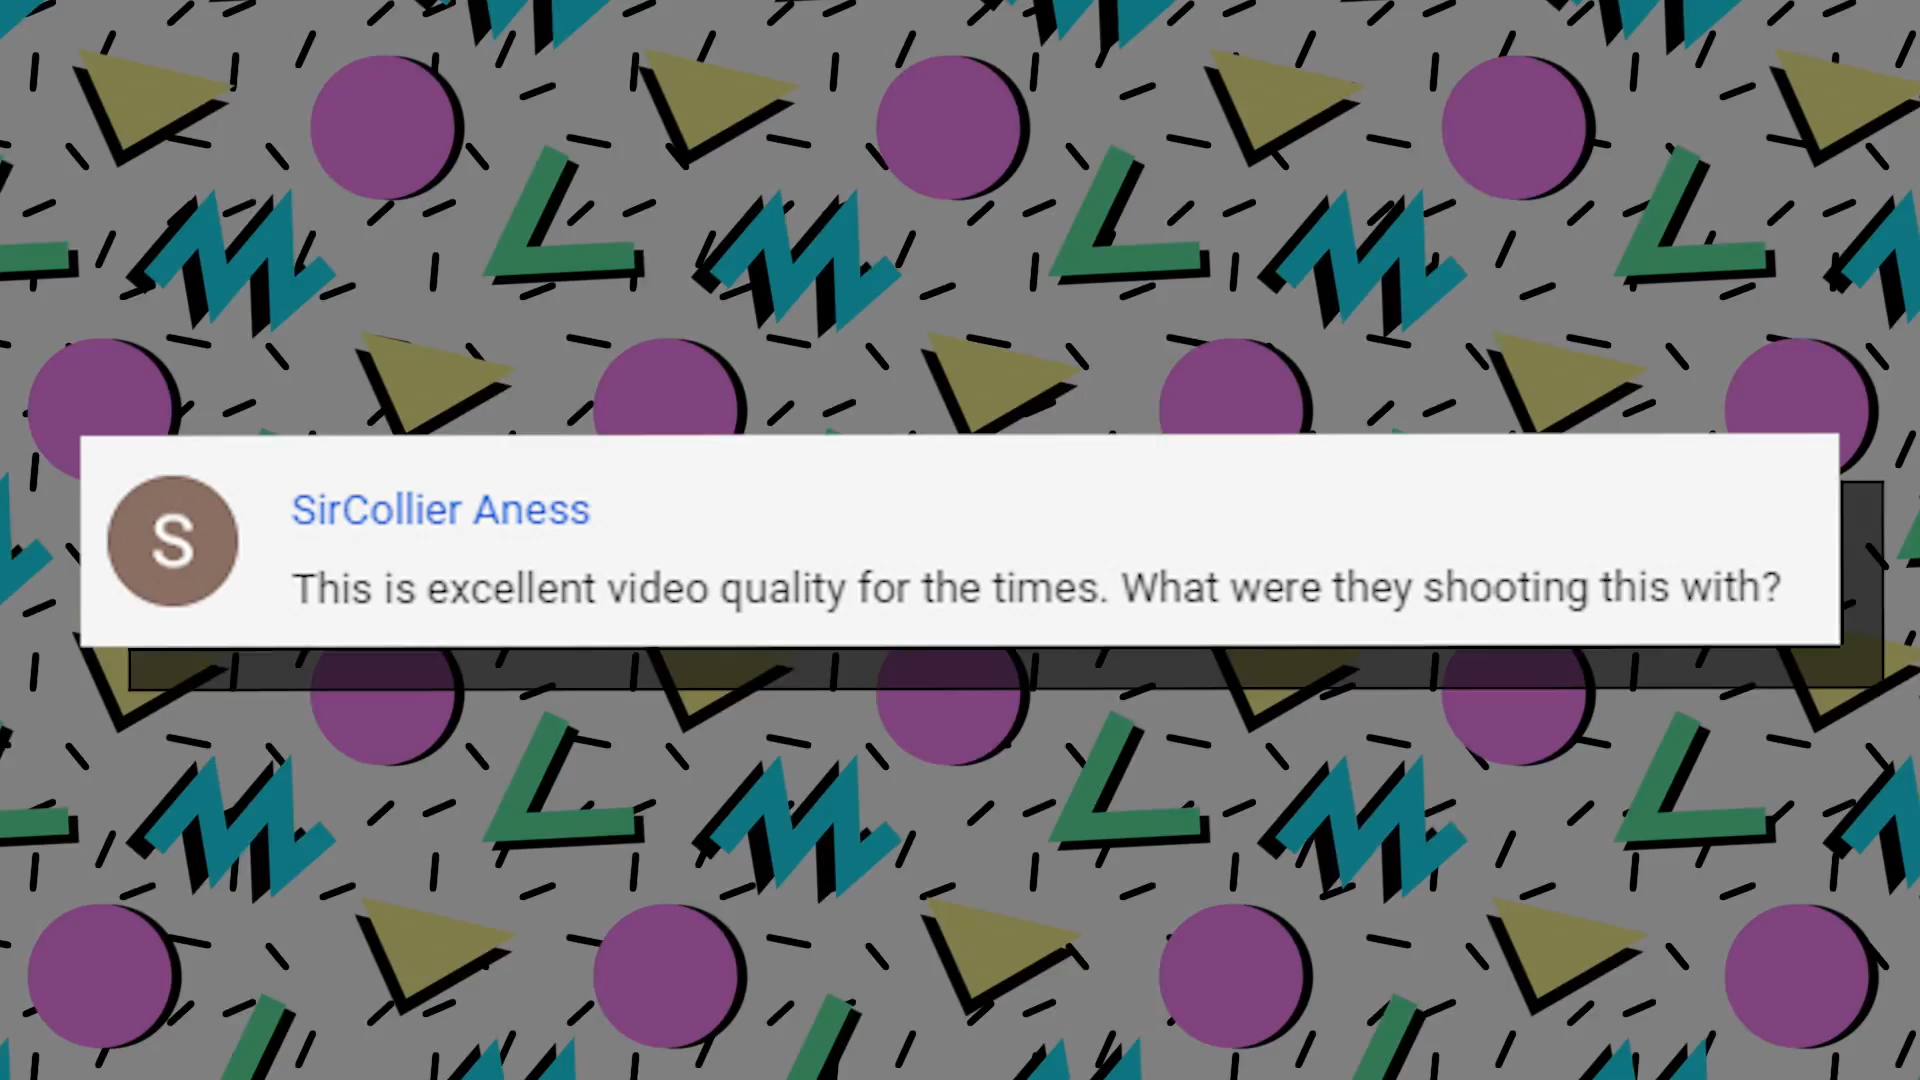 S
SirCollier Aness
This is excellent video quality for the times. What were they shooting this with?